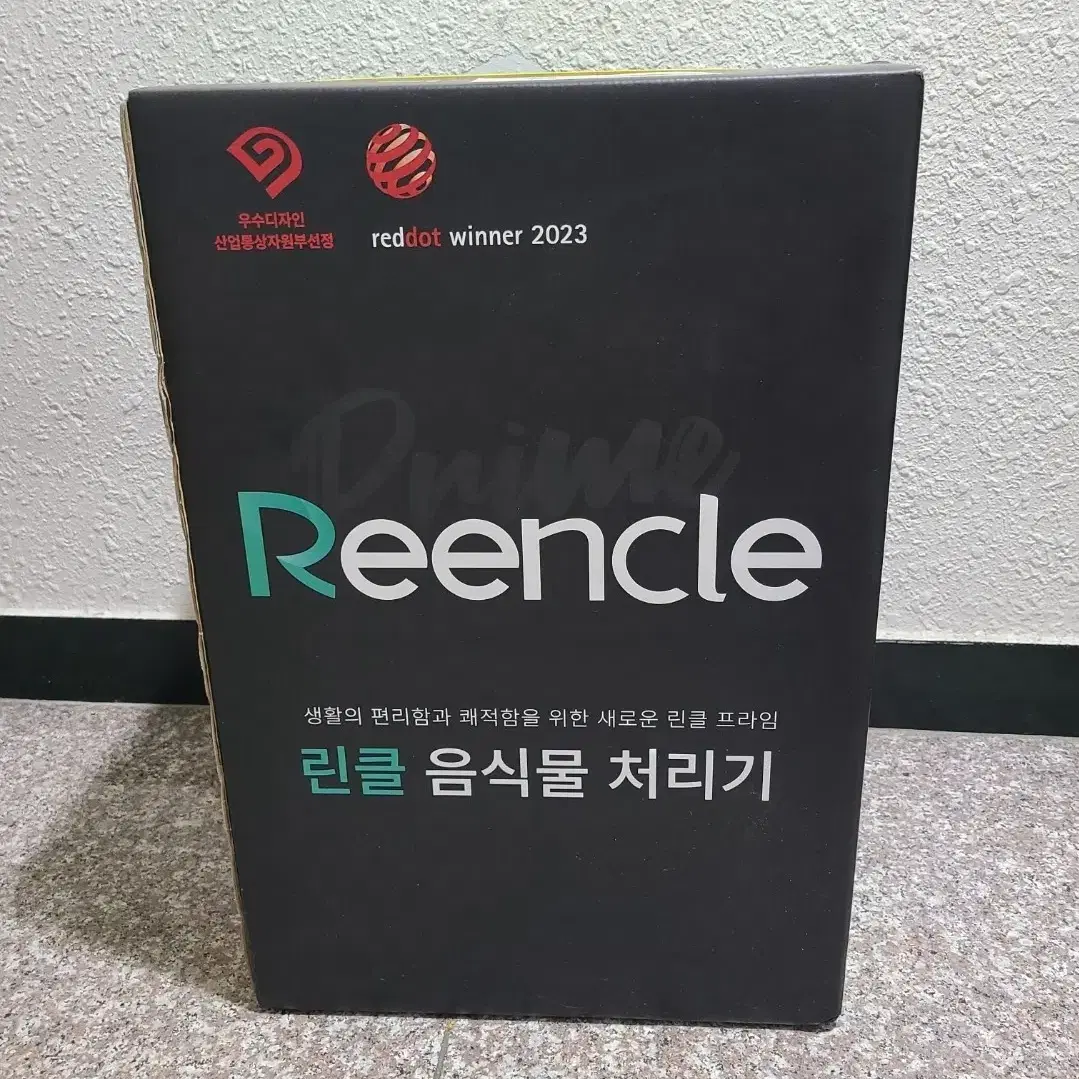 우수디자인
산업통상자원부선정
reddot winner 2023
Prime
Reencle
생활의 편리함과 쾌적함을 위한 새로운 린클 프라임
린클 음식물 처리기